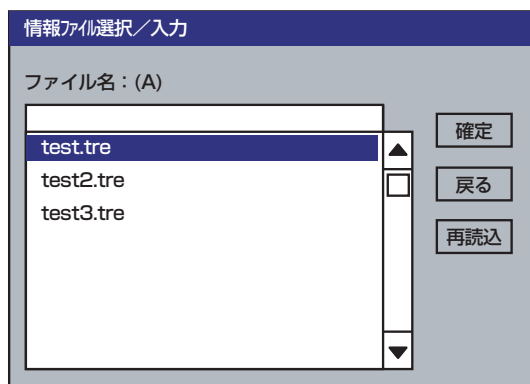 情報ﾌｧｲﾙ選択／入力
ファイル名：(A)
確定
test.tre
test2.tre
戻る
test3.tre
再読込